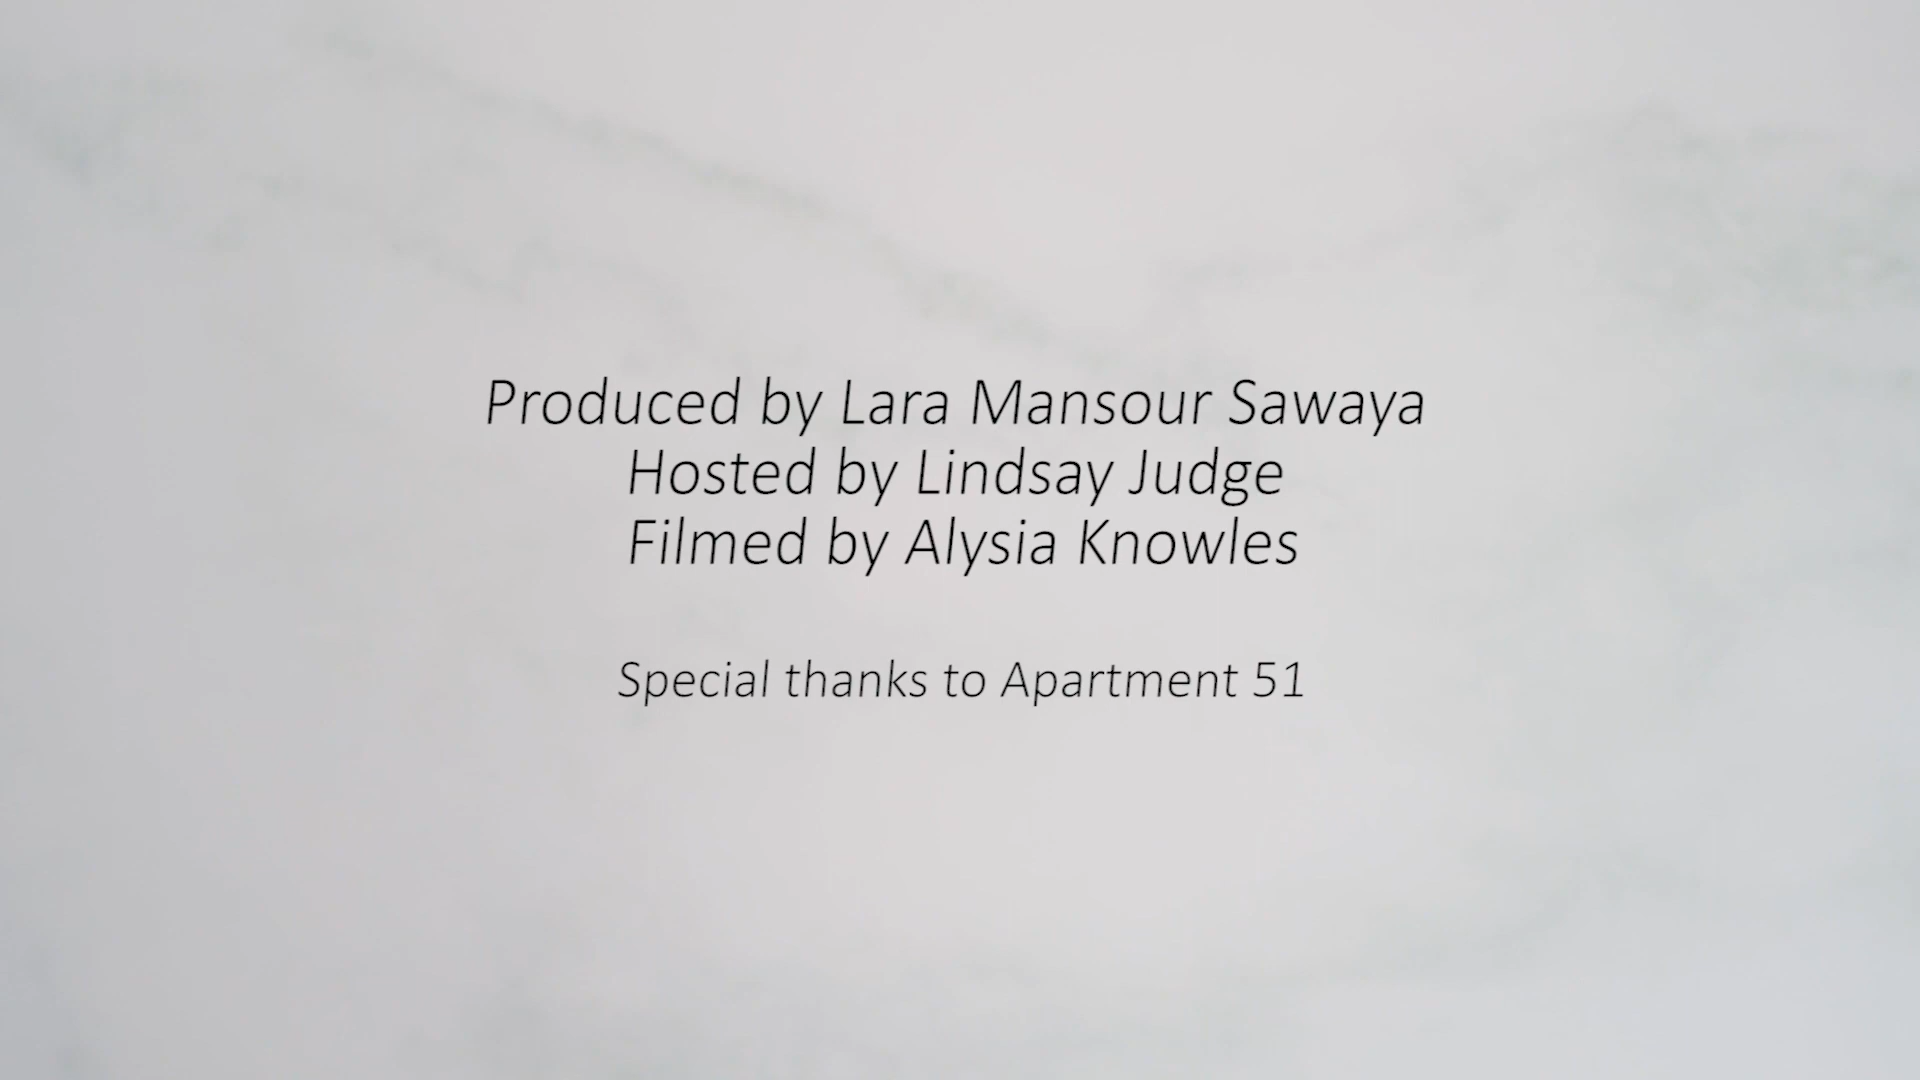 Produced by Lara Mansour Sawaya
Hosted by Lindsay Judge
Filmed by Alysia Knowles
Special thanks to Apartment 51